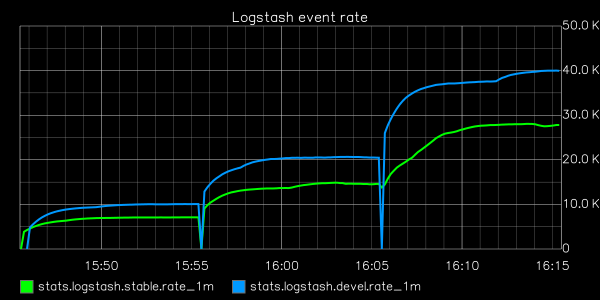 Logstash event rate
50.0 K
40.0 K
30.0 K
20.0 K
10.0 K
0
15:50 15:55 16:00 16:05 16:10 16:15
stats.logstash.stable.rate_1m stats.logstash.devel.rate_1m